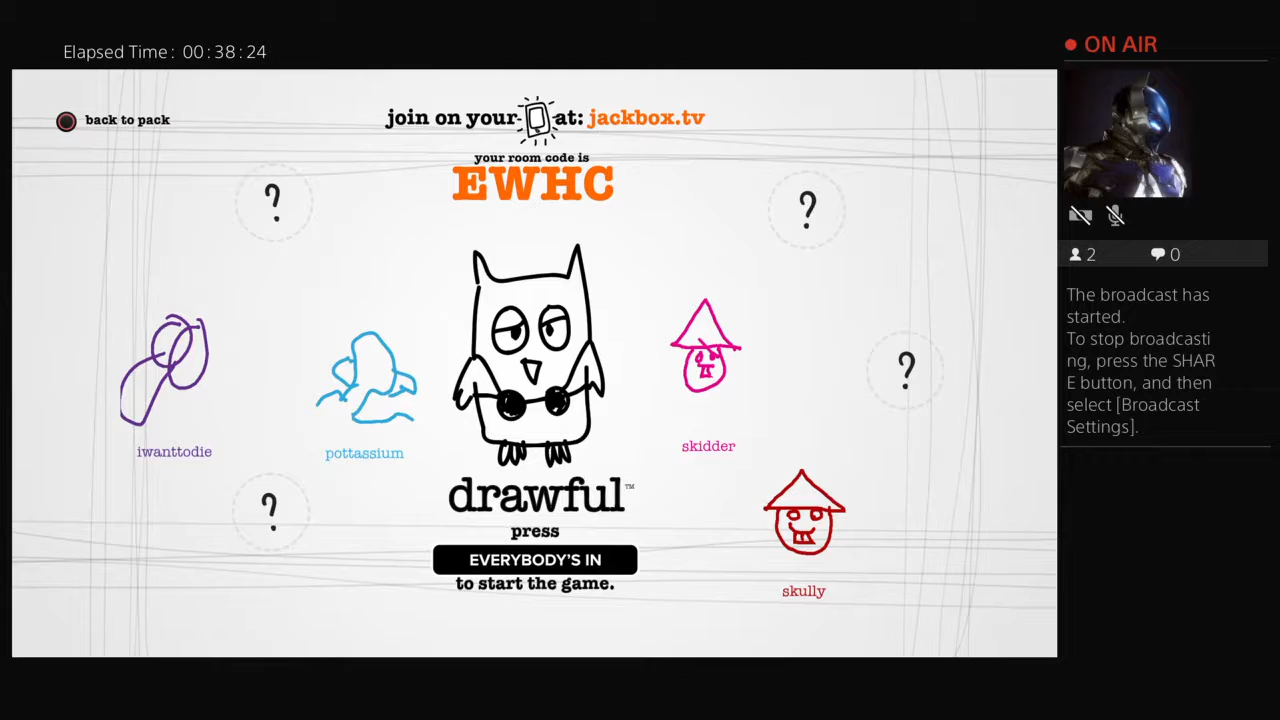 Elapsed Time: 00:38:24
ON AIR
back to pack
join on your at: jackbox.tv
your room code is
EWHC
? ?
2 0
The broadcast has
started.
To stop broadcasti
ng, press the SHAR
E button, and then
select [Broadcast
Settings].
?
iwanttodie
pottassium
skidder
?
drawful™
press
EVERYBODY'S IN
to start the game.
skully